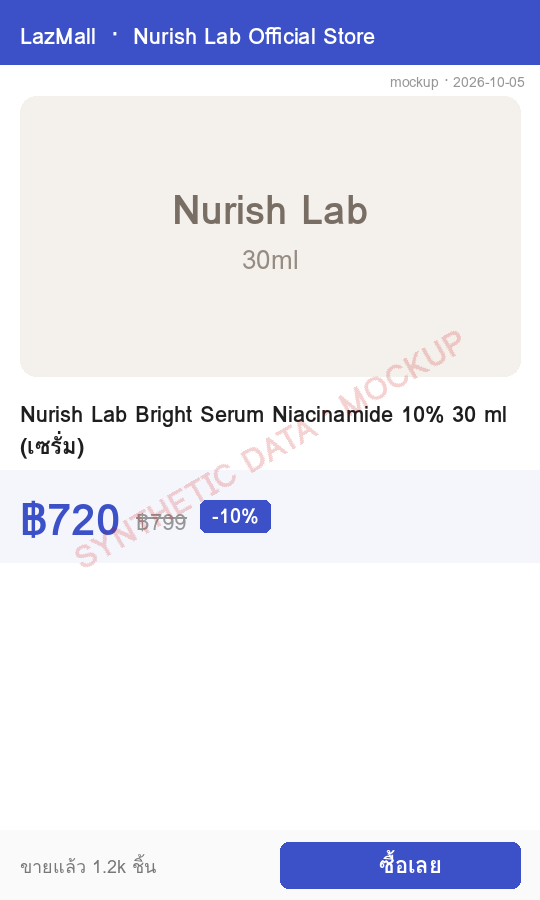 LazMall · Nurish Lab Official Store
mockup · 2026-10-05
Nurish Lab
30ml
Nurish Lab Bright Serum Niacinamide 10% 30 ml
(เซรั่ม)
฿720 ฿799 -10%
SYNTHETIC DATA · MOCKUP
ขายแล้ว 1.2k ชิ้น
ซื้อเลย